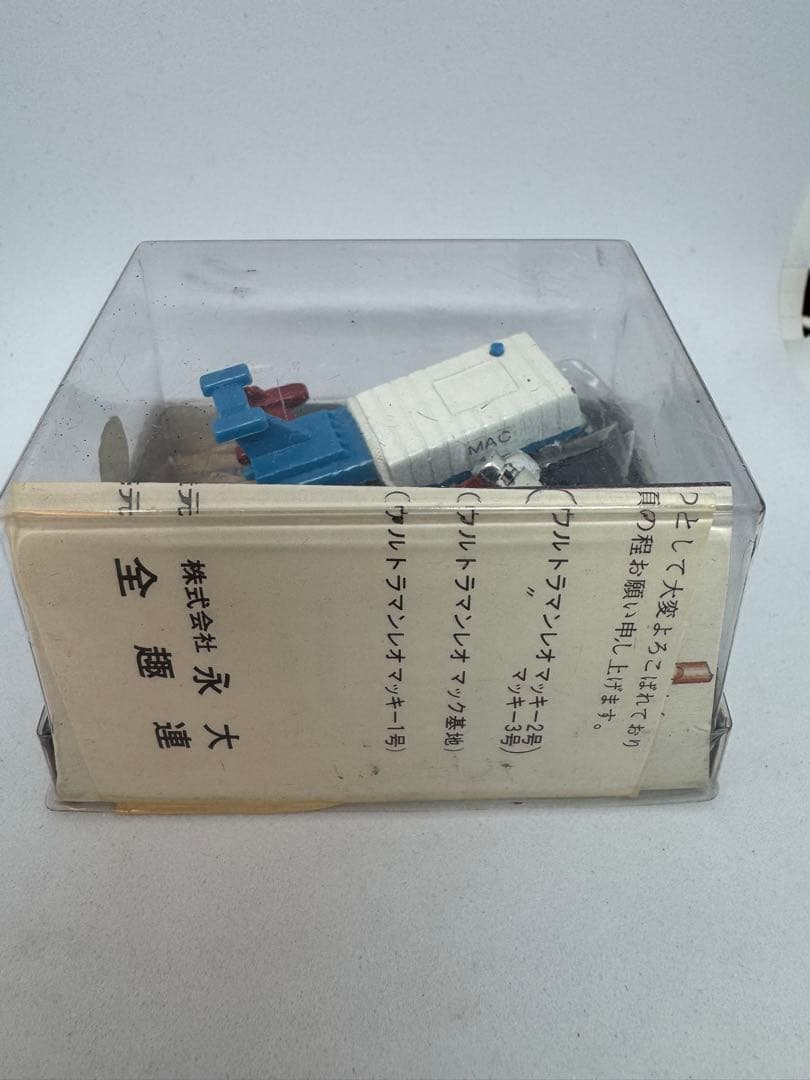 MAC
つとして大変よろこばれており
員の程お願い申し上げます。
(ウルトラマンレオマッキー2号
〃 マッキー3号)
(ウルトラマンレオ マック基地)
(ウルトラマンレオマッキー1号)
元 株式会社 永大
元 全趣連